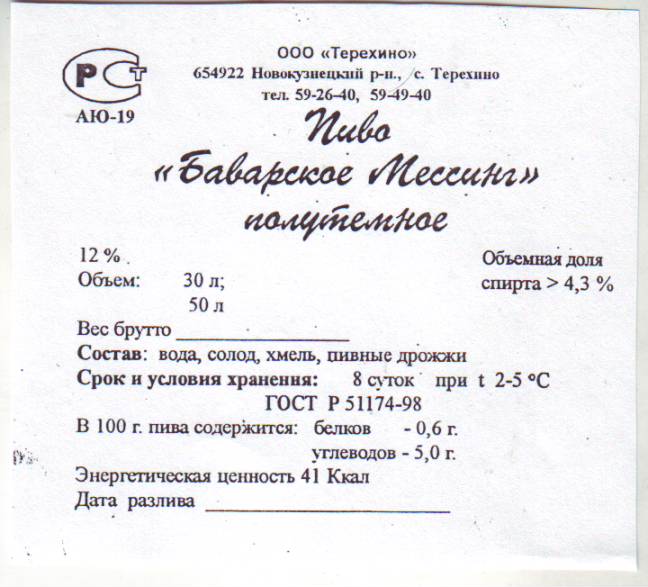 ООО «Терехино»
654922 Новокузнецкий р-н., с. Терехино
тел. 59-26-40, 59-49-40
РСТ
АЮ-19
Пиво
«Баварское Мессинг»
полутемное
12 %
Объемная доля
Объем: 30 л;
спирта > 4,3 %
50 л
Вес брутто
Состав: вода, солод, хмель, пивные дрожжи
Срок и условия хранения: 8 суток при t 2-5 °С
ГОСТ Р 51174-98
В 100 г. пива содержится: белков - 0,6 г.
углеводов - 5,0 г.
Энергетическая ценность 41 Ккал
Дата разлива